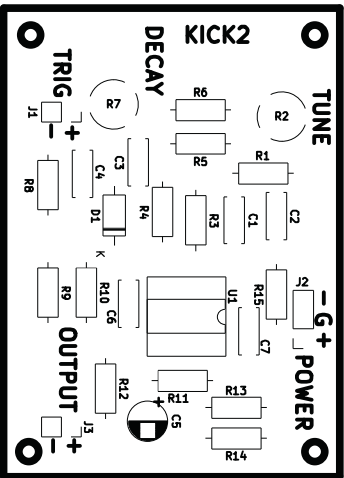 KICK2
DECAY
TRIG
TUNE
R6
R7
R2
J1
- +
R5
R1
C3
C4
R8
D1
R4
R3
C1
C2
K
R9
R10
C6
U1
R15
J2
- G +
C7
OUTPUT
POWER
R12
R11
C5
+
R13
R14
J3
- +